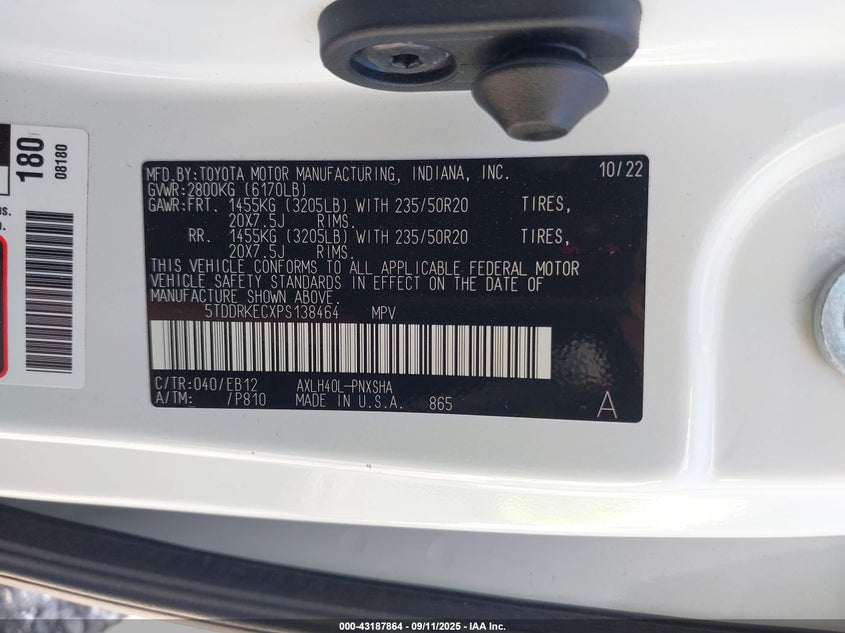 180
08180
us.
MFD.BY:TOYOTA MOTOR MANUFACTURING, INDIANA, INC. 10/22
GVWR:2800KG (6170LB)
GAWR:FRT. 1455KG (3205LB) WITH 235/50R20 TIRES,
20X7.5J RIMS.
RR. 1455KG (3205LB) WITH 235/50R20 TIRES,
20X7.5J RIMS.
THIS VEHICLE CONFORMS TO ALL APPLICABLE FEDERAL MOTOR
VEHICLE SAFETY STANDARDS IN EFFECT ON THE DATE OF
MANUFACTURE SHOWN ABOVE.
5TDDRKECXPS138464 MPV
C/TR:040/EB12 AXLH40L-PNXSHA
A/TM: /P810 MADE IN U.S.A. 865 A
000-43187864 - 09/11/2025 - IAA Inc.